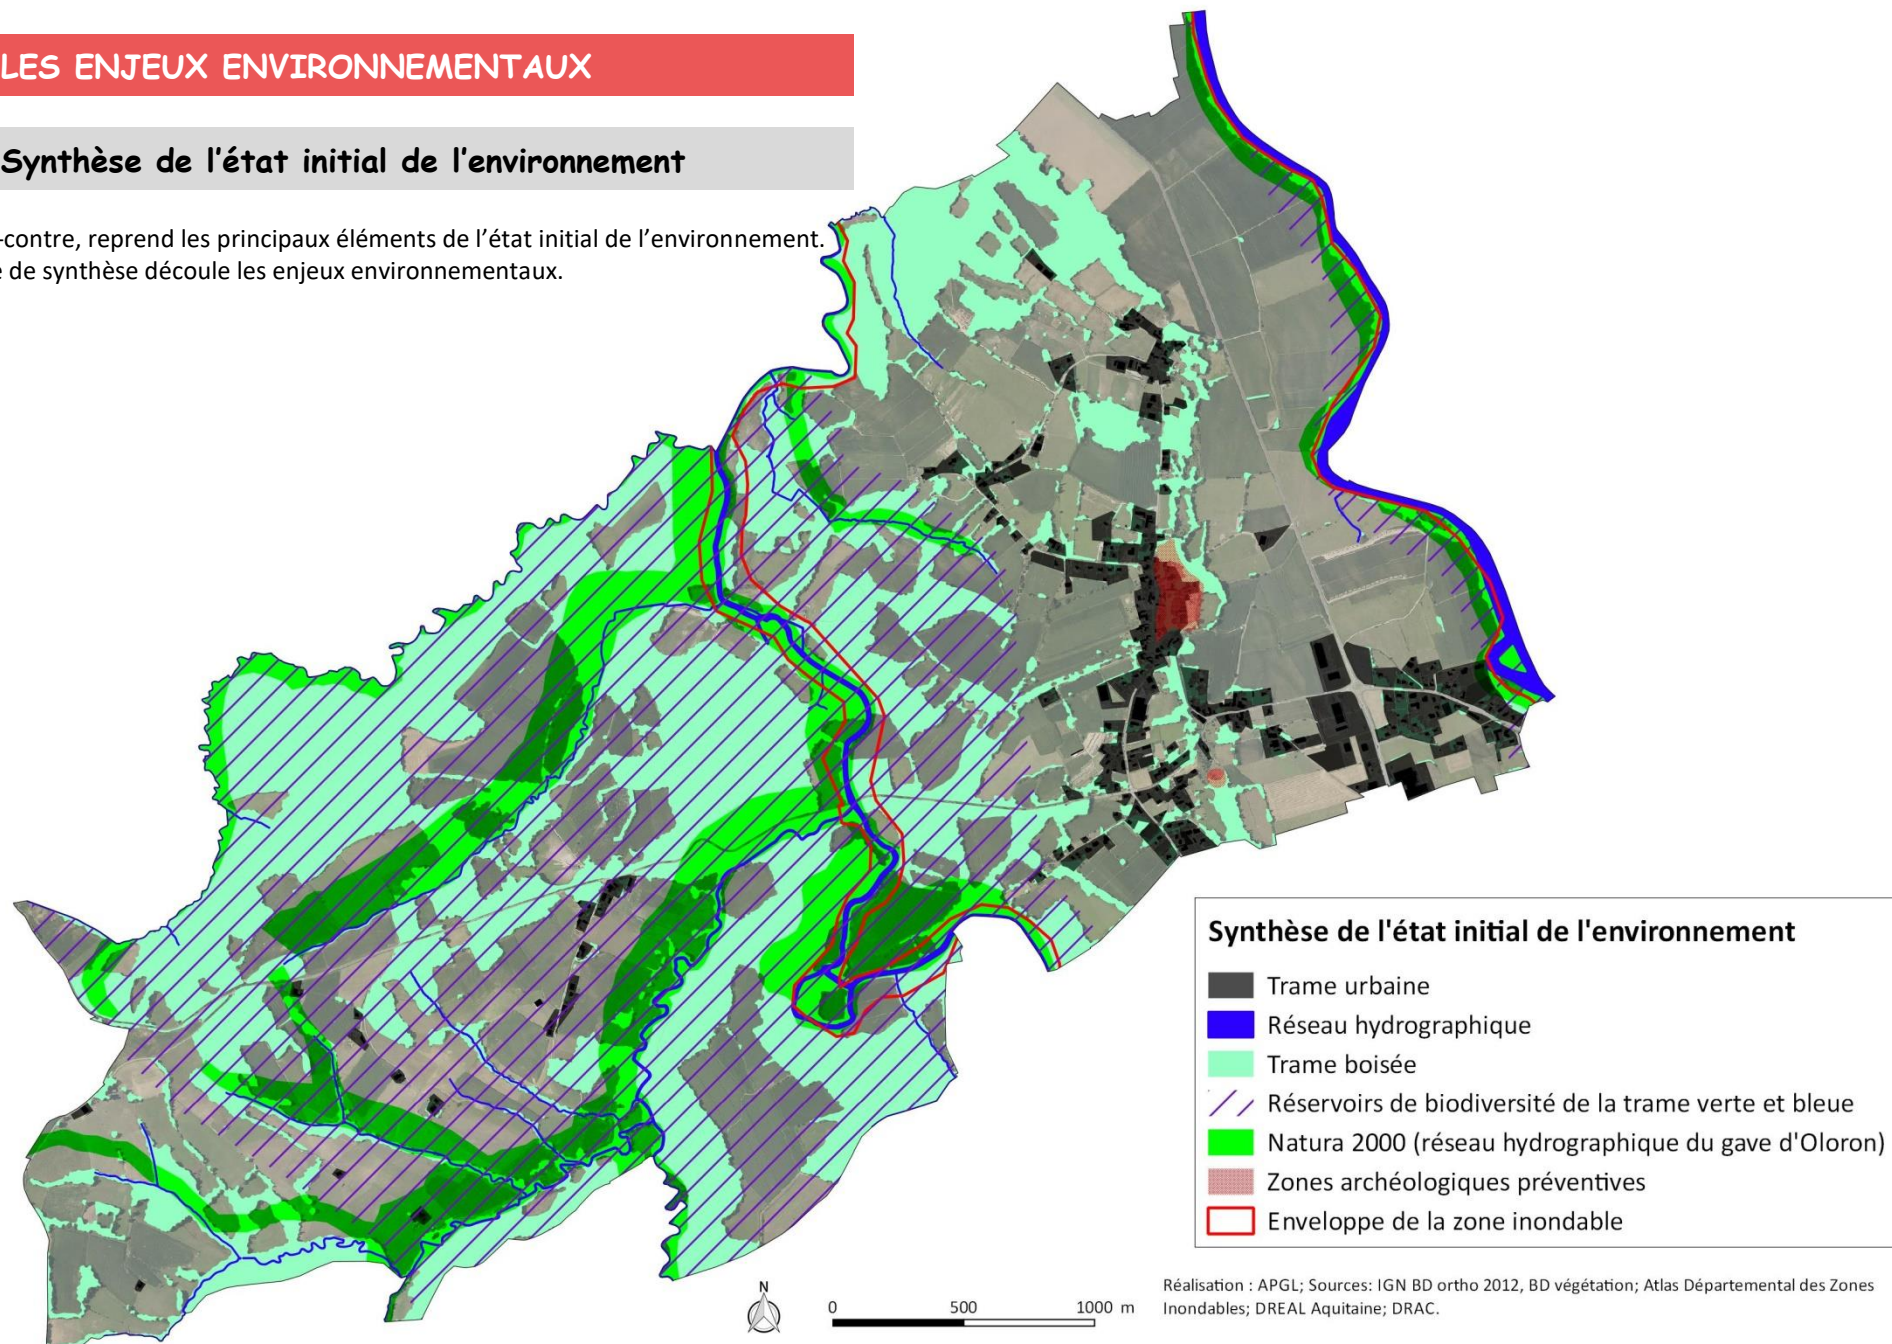 LES ENJEUX ENVIRONNEMENTAUX
Synthèse de l'état initial de l'environnement
-contre, reprend les principaux éléments de l'état initial de l'environnement.
e de synthèse découle les enjeux environnementaux.
Synthèse de l'état initial de l'environnement
Trame urbaine
Réseau hydrographique
Trame boisée
Réservoirs de biodiversité de la trame verte et bleue
Natura 2000 (réseau hydrographique du gave d'Oloron)
Zones archéologiques préventives
Enveloppe de la zone inondable
N
0 500 1000 m
Réalisation : APGL; Sources: IGN BD ortho 2012, BD végétation; Atlas Départemental des Zones
Inondables; DREAL Aquitaine; DRAC.